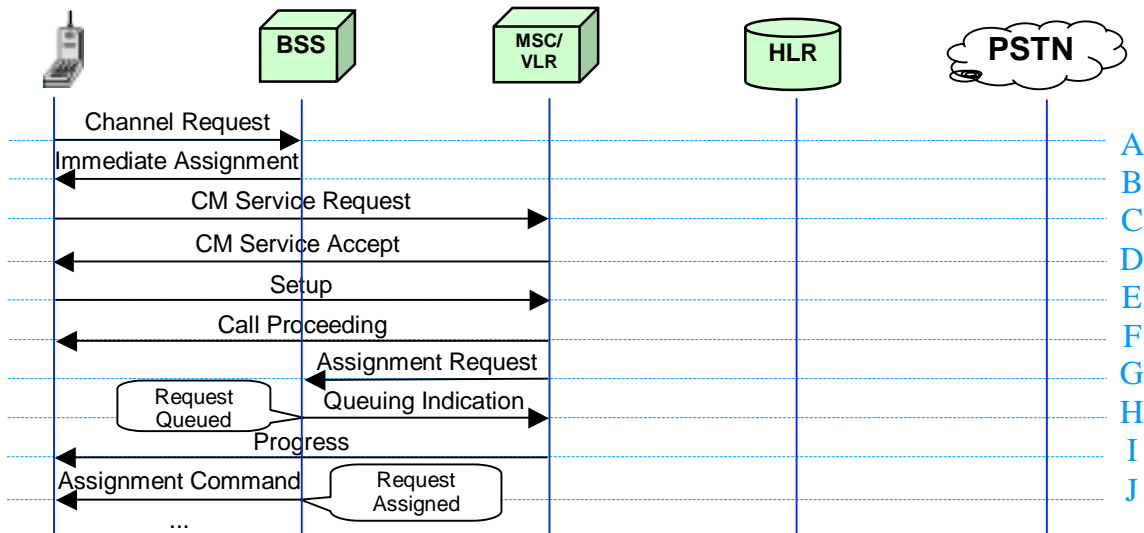 BSS
MSC/
VLR
HLR
PSTN
Channel Request
A
Immediate Assignment
B
CM Service Request
C
CM Service Accept
D
Setup
E
Call Proceeding
F
Assignment Request
G
Request
Queued
Queuing Indication
H
Progress
I
Assignment Command
Request
Assigned
J
...